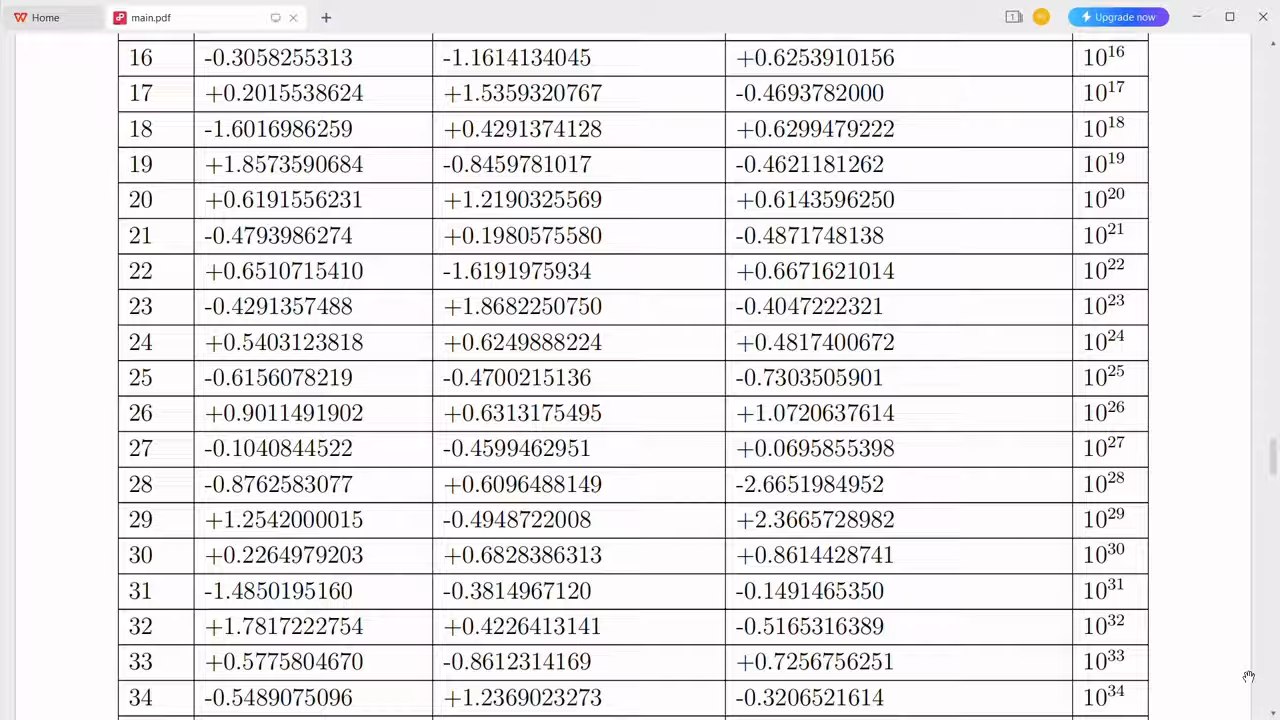 Home main.pdf 1 Upgrade now
16 -0.3058255313 -1.1614134045 +0.6253910156 10^16
17 +0.2015538624 +1.5359320767 -0.4693782000 10^17
18 -1.6016986259 +0.4291374128 +0.6299479222 10^18
19 +1.8573590684 -0.8459781017 -0.4621181262 10^19
20 +0.6191556231 +1.2190325569 +0.6143596250 10^20
21 -0.4793986274 +0.1980575580 -0.4871748138 10^21
22 +0.6510715410 -1.6191975934 +0.6671621014 10^22
23 -0.4291357488 +1.8682250750 -0.4047222321 10^23
24 +0.5403123818 +0.6249888224 +0.4817400672 10^24
25 -0.6156078219 -0.4700215136 -0.7303505901 10^25
26 +0.9011491902 +0.6313175495 +1.0720637614 10^26
27 -0.1040844522 -0.4599462951 +0.0695855398 10^27
28 -0.8762583077 +0.6096488149 -2.6651984952 10^28
29 +1.2542000015 -0.4948722008 +2.3665728982 10^29
30 +0.2264979203 +0.6828386313 +0.8614428741 10^30
31 -1.4850195160 -0.3814967120 -0.1491465350 10^31
32 +1.7817222754 +0.4226413141 -0.5165316389 10^32
33 +0.5775804670 -0.8612314169 +0.7256756251 10^33
34 -0.5489075096 +1.2369023273 -0.3206521614 10^34